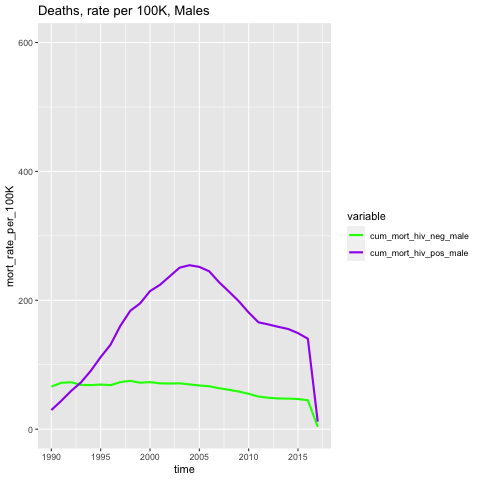 Deaths, rate per 100K, Males
mort_rate_per_100K
600
400
200
0
1990
1995
2000
2005
2010
2015
time
variable
cum_mort_hiv_neg_male
cum_mort_hiv_pos_male